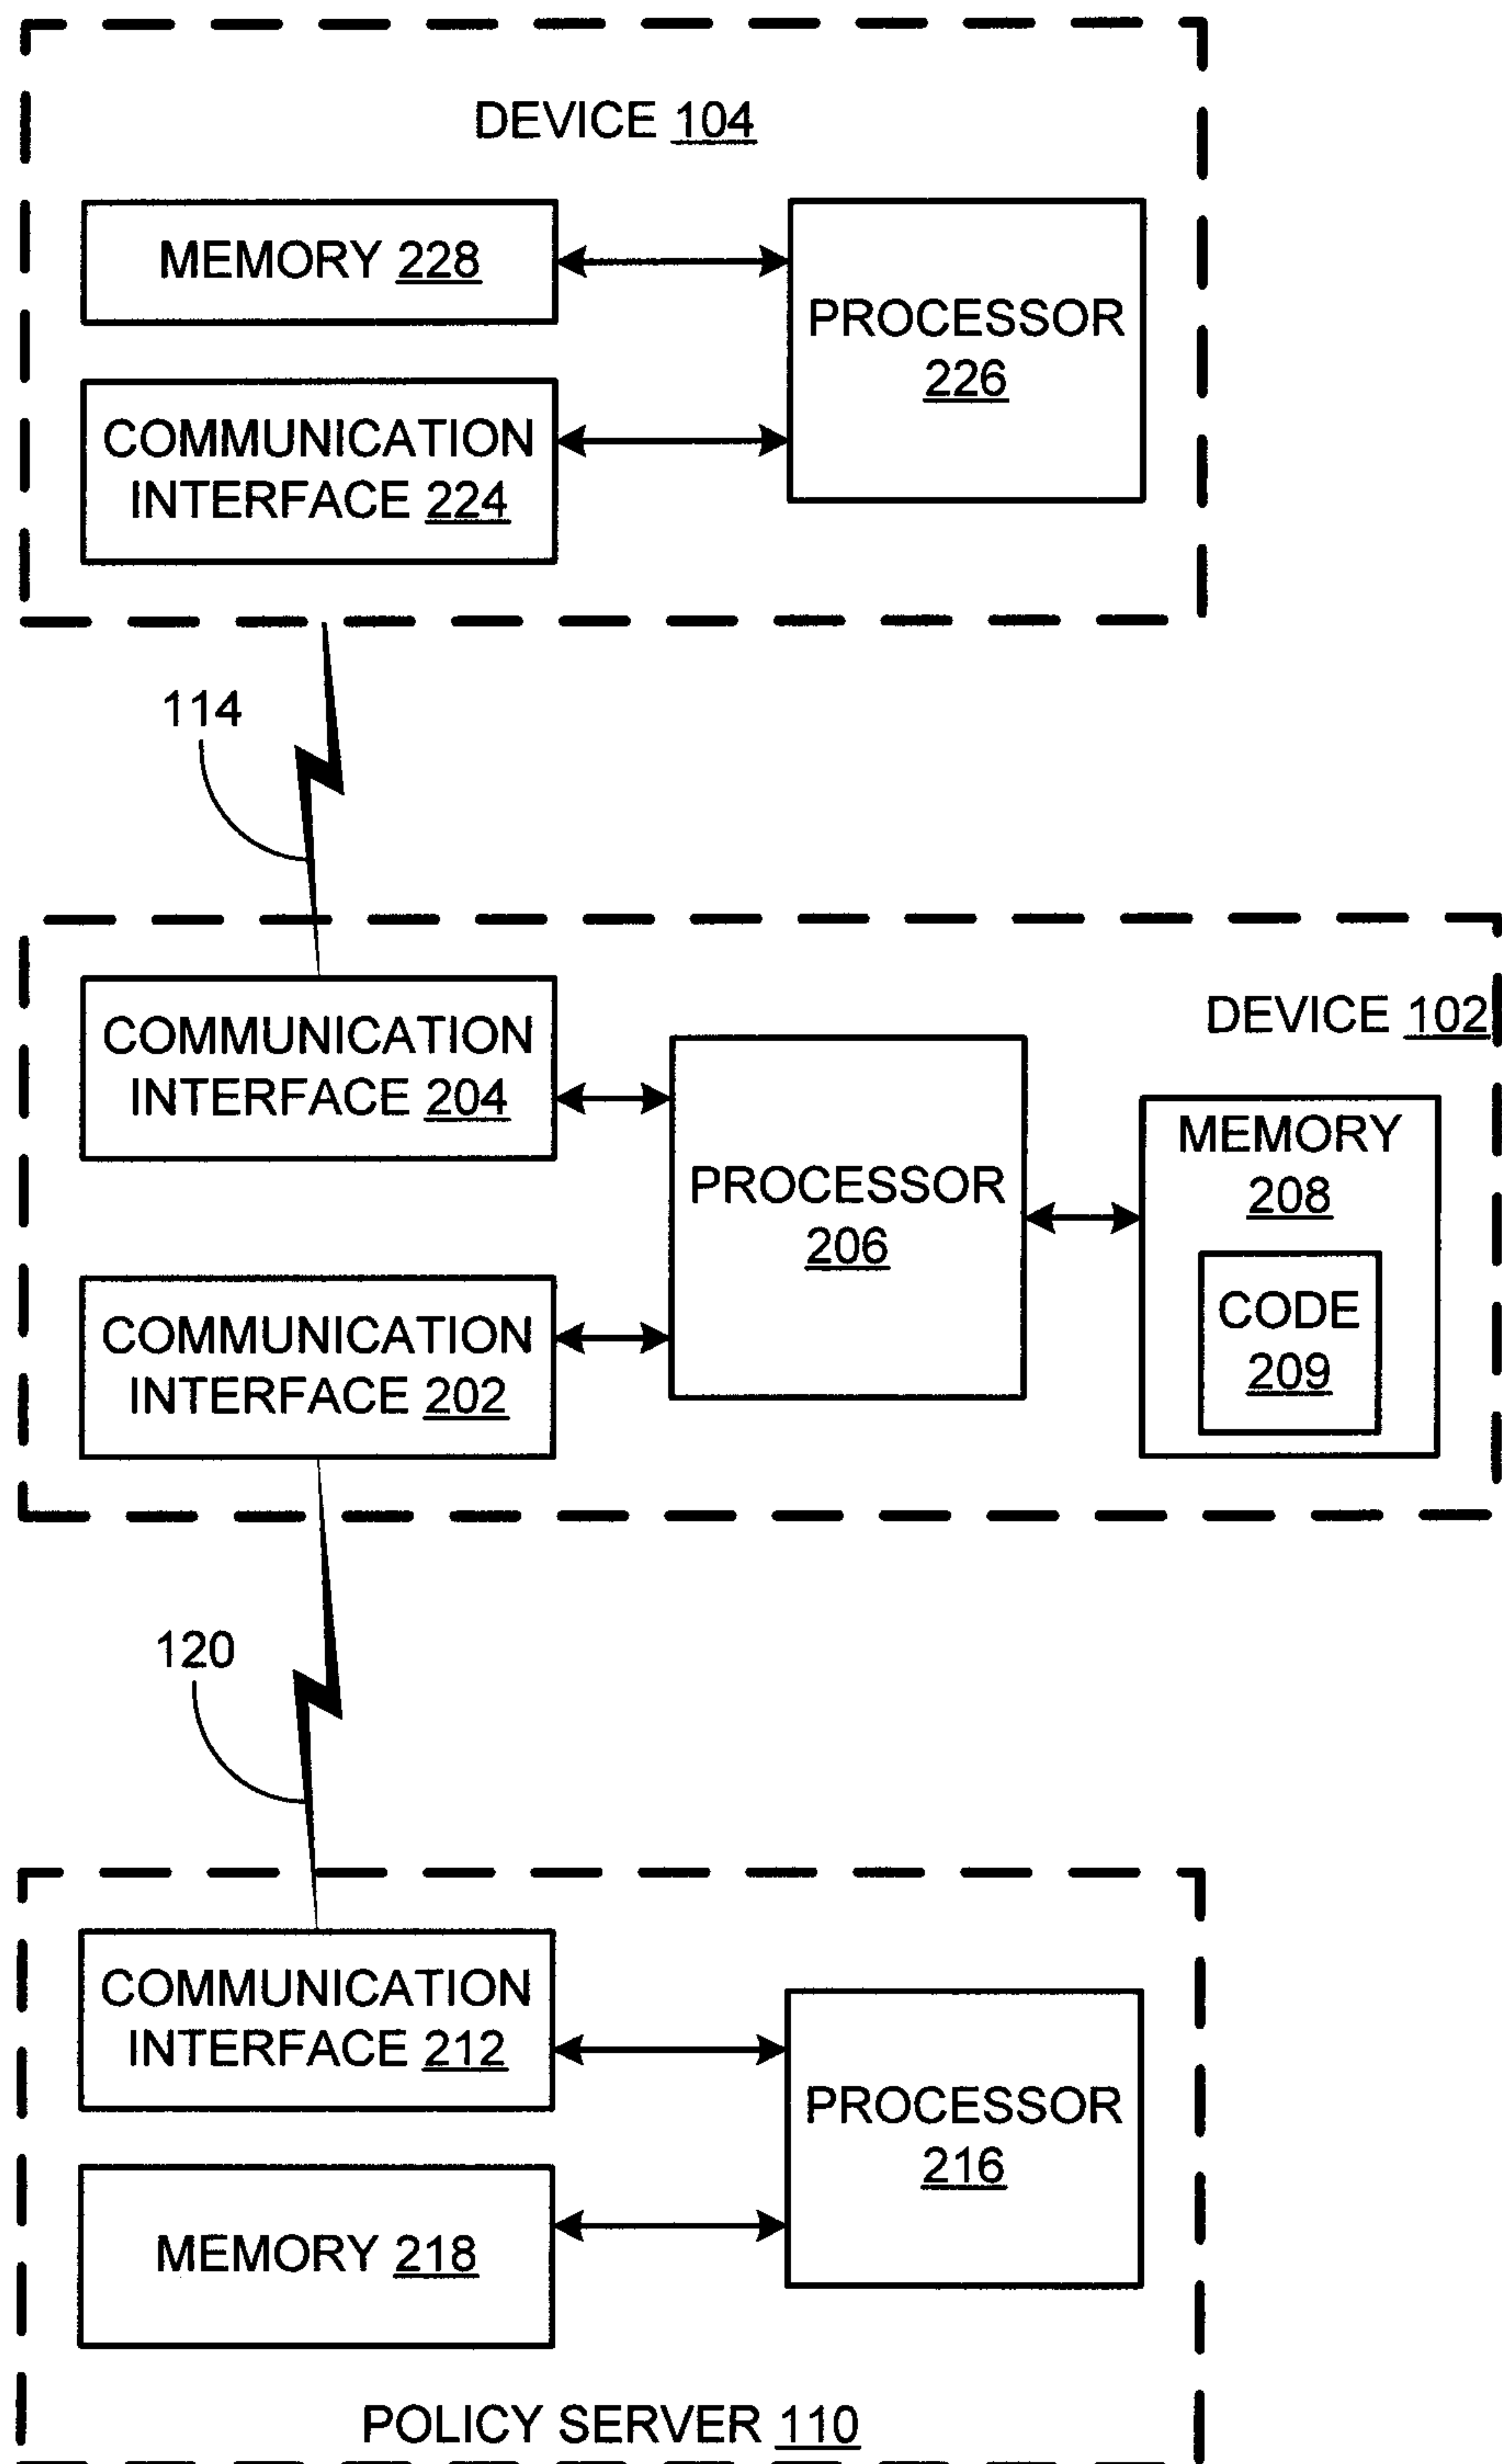 DEVICE 104
MEMORY 228
PROCESSOR
226
COMMUNICATION
INTERFACE 224
114
COMMUNICATION
INTERFACE 204
DEVICE 102
PROCESSOR
206
MEMORY
208
CODE
209
COMMUNICATION
INTERFACE 202
120
COMMUNICATION
INTERFACE 212
PROCESSOR
216
MEMORY 218
POLICY SERVER 110